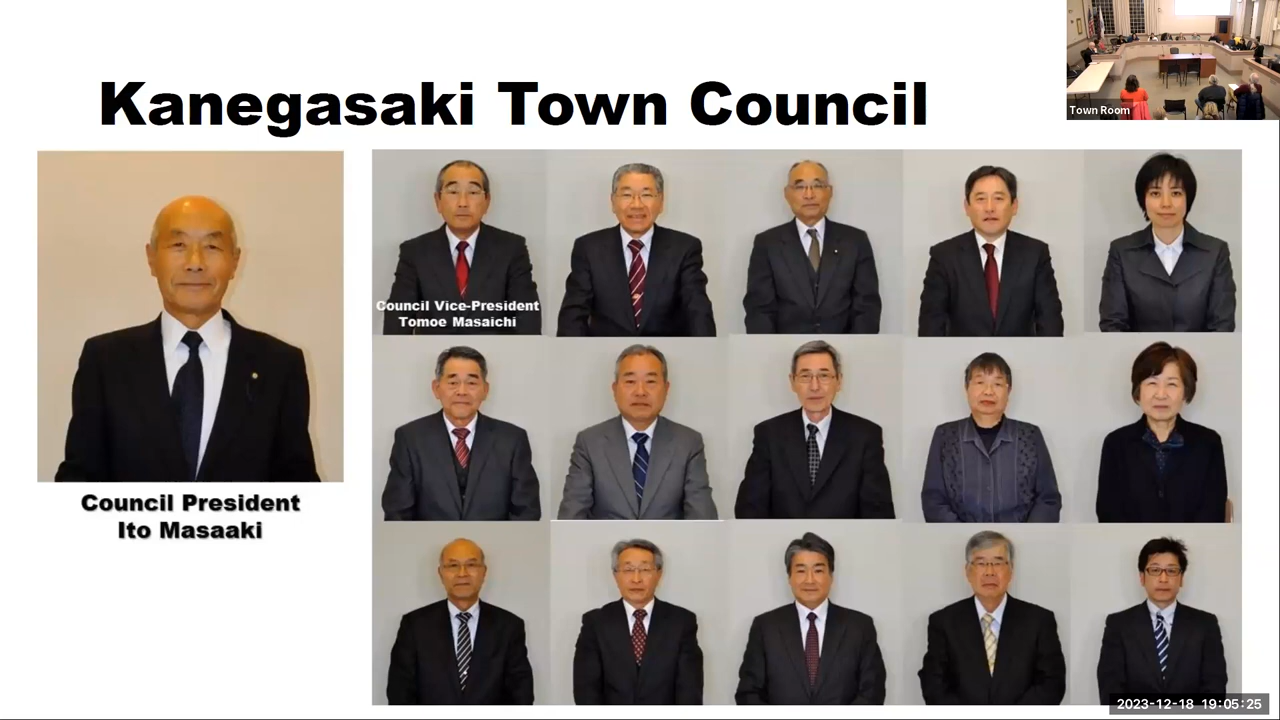 Town Room
Kanegasaki Town Council
Council Vice-President
Tomoe Masaichi
Council President
Ito Masaaki
2023-12-18 19:05:25